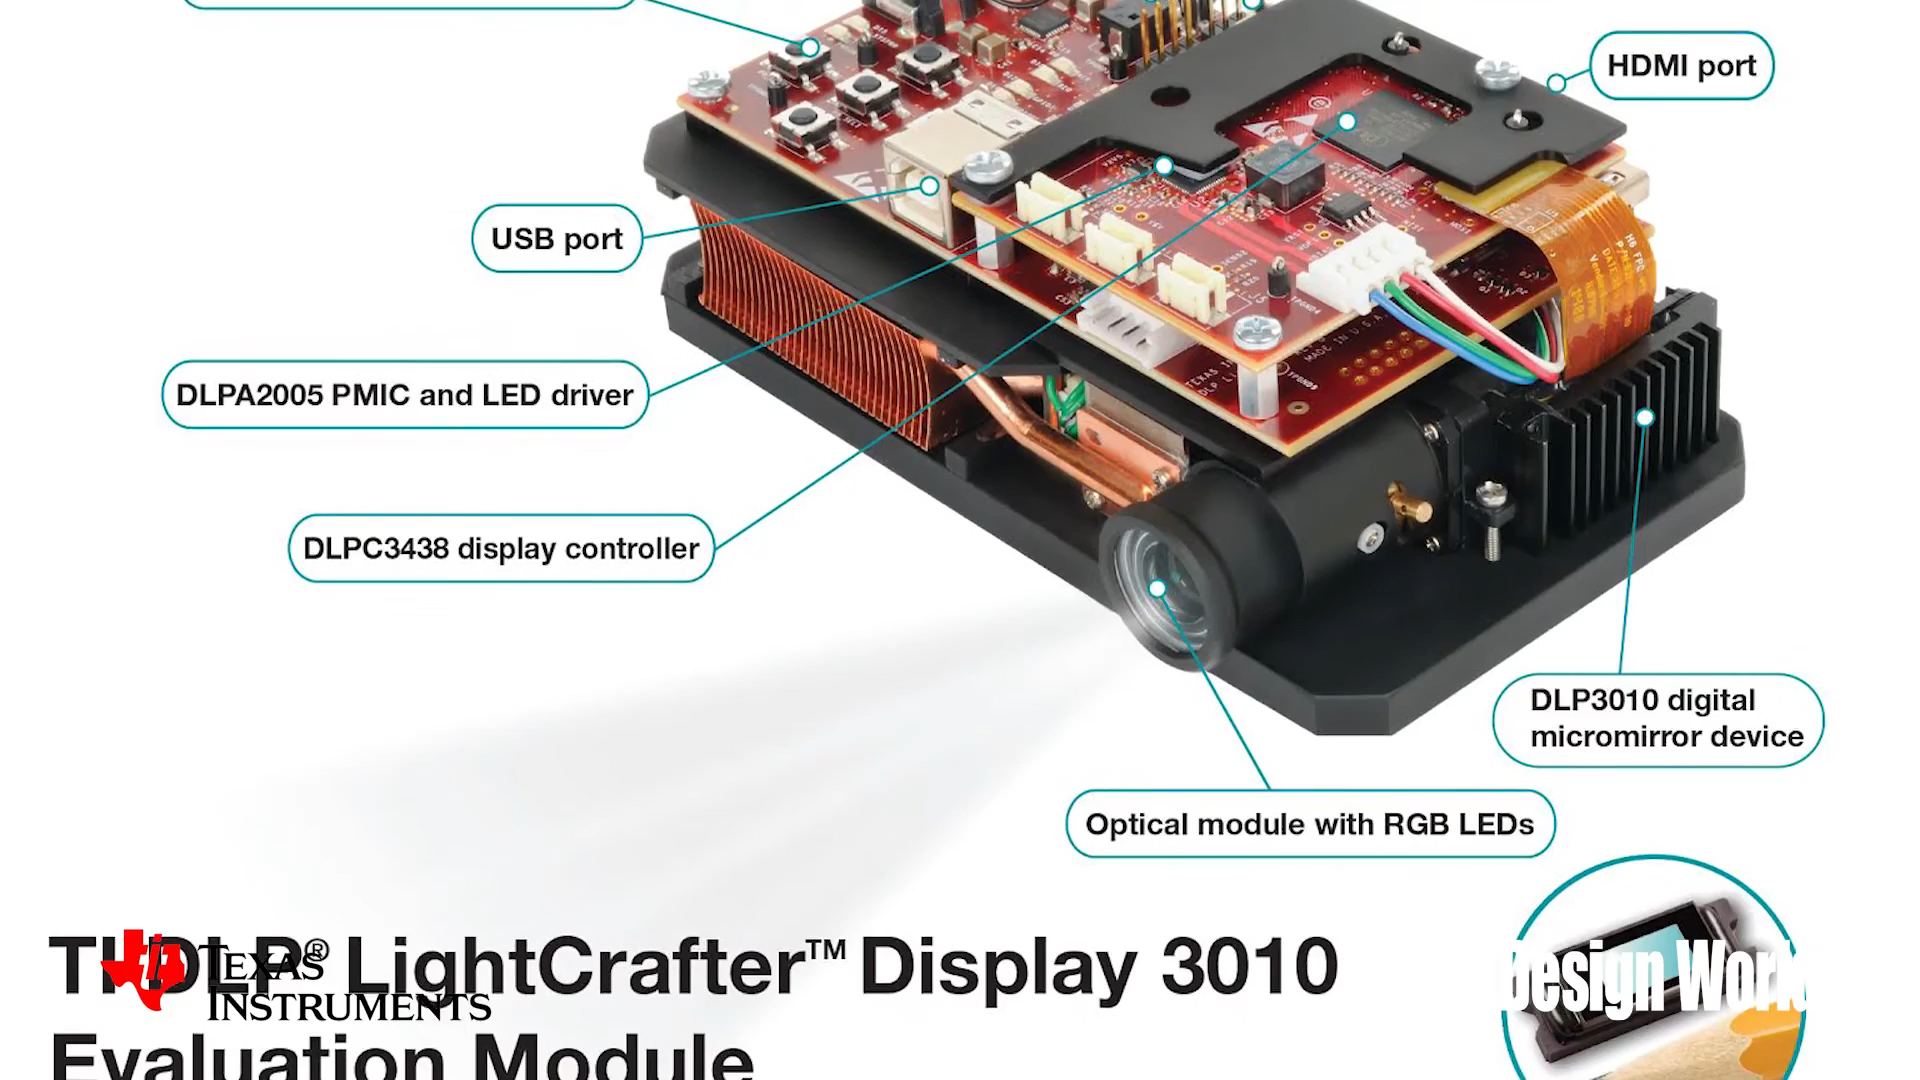 HDMI port
USB port
DLPA2005 PMIC and LED driver
DLPC3438 display controller
DLP3010 digital
micromirror device
Optical module with RGB LEDs
TI DLP® LightCrafter™ Display 3010
Evaluation Module
TEXAS
INSTRUMENTS
Design World